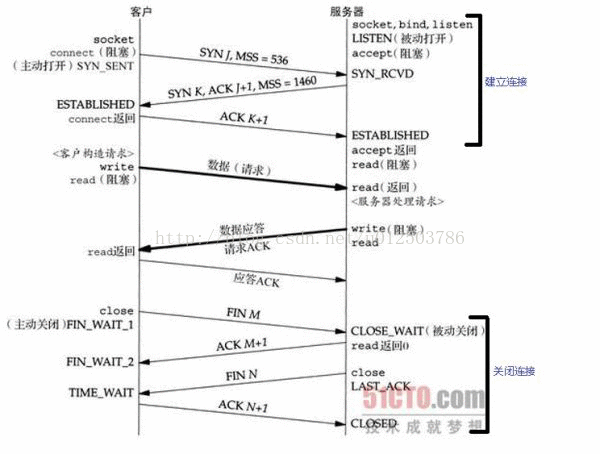 客户
服务器
socket
connect(阻塞)
(主动打开) SYN_SENT
SYN J, MSS = 536
socket, bind, listen
LISTEN(被动打开)
accept(阻塞)
SYN_RCVD
建立连接
SYN K, ACK J+1, MSS = 1460
ESTABLISHED
connect返回
ACK K+1
ESTABLISHED
accept返回
read(阻塞)
<客户构造请求>
write
read(阻塞)
数据(请求)
read(返回)
<服务器处理请求>
数据应答
请求ACK
write(阻塞)
read
read返回
应答ACK
close
(主动关闭)FIN_WAIT_1
FIN M
CLOSE_WAIT(被动关闭)
read返回0
ACK M+1
FIN_WAIT_2
close
LAST_ACK
关闭连接
FIN N
TIME_WAIT
ACK N+1
CLOSED
51CTO.com
技术成就梦想